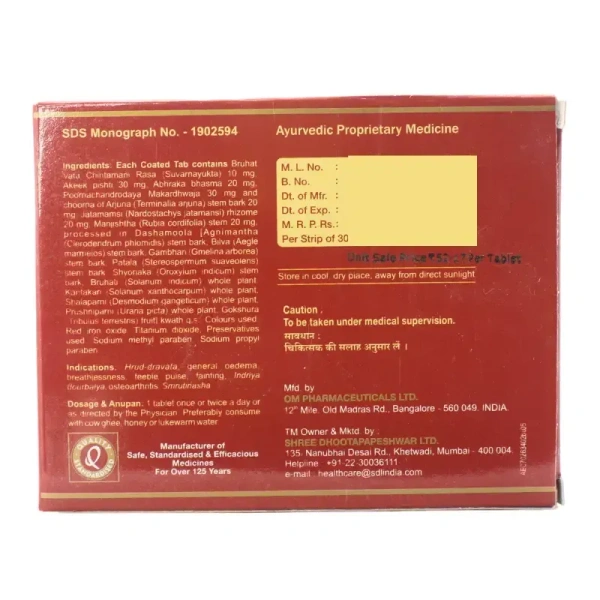 SDS Monograph No. - 1902594
Ingredients: Each Coated Tab contains Bruhat
Vata Chintamani Rasa (Suvarnayukta) 10 mg,
Akeek pishti 30 mg, Abhraka bhasma 20 mg,
Poornachandrodaya Makardhwaja 30 mg and
choorna of Arjuna (Terminalia arjuna) stem bark 20
mg, Jatamansi (Nardostachys jatamansi) rhizome
20 mg, Manjishtha (Rubia cordifolia) stem 20 mg,
processed in Dashamoola [Agnimantha
(Clerodendrum phlomidis) stem bark, Bilva (Aegle
marmelos) stem bark, Gambhari (Gmelina arborea)
stem bark, Patala (Stereospermum suaveolens)
stem bark, Shyonaka (Oroxylum indicum) stem
bark, Bruhati (Solanum indicum) whole plant,
Kantakari (Solanum xanthocarpum) whole plant,
Shalaparni (Desmodium gangeticum) whole plant,
Prushniparni (Uraria picta) whole plant, Gokshura
(Tribulus terrestris) fruit] kwath q.s. Colours used
Red iron oxide, Titanium dioxide. Preservatives
used Sodium methyl paraben, Sodium propyl
paraben.
Indications: Hrud-dravata, general oedema,
breathlessness, feeble pulse, fainting, Indriya
dourbalya, osteoarthritis, Smrutinasha
Dosage & Anupan: 1 tablet once or twice a day or
as directed by the Physician. Preferably consume
with cow ghee, honey or lukewarm water
QUALITY
Q
STANDARDISED
Manufacturer of
Safe, Standardised & Efficacious
Medicines
For Over 125 Years
Ayurvedic Proprietary Medicine
M. L. No. :
B. No. :
Dt. of Mfr. :
Dt. of Exp. :
M. R. P. Rs.:
Per Strip of 30
Unit Sale Price Per Tablet
Store in cool, dry place, away from direct sunlight
Caution :
To be taken under medical supervision.
सावधान :
चिकित्सक की सलाह अनुसार लें ।
Mfd. by
OM PHARMACEUTICALS LTD.
12th Mile, Old Madras Rd., Bangalore - 560 049. INDIA.
TM Owner & Mktd. by :
SHREE DHOOTAPAPESHWAR LTD.
135, Nanubhai Desai Rd., Khetwadi, Mumbai - 400 004.
Helpline +91-22-30036111
e-mail : healthcare@sdlindia.com